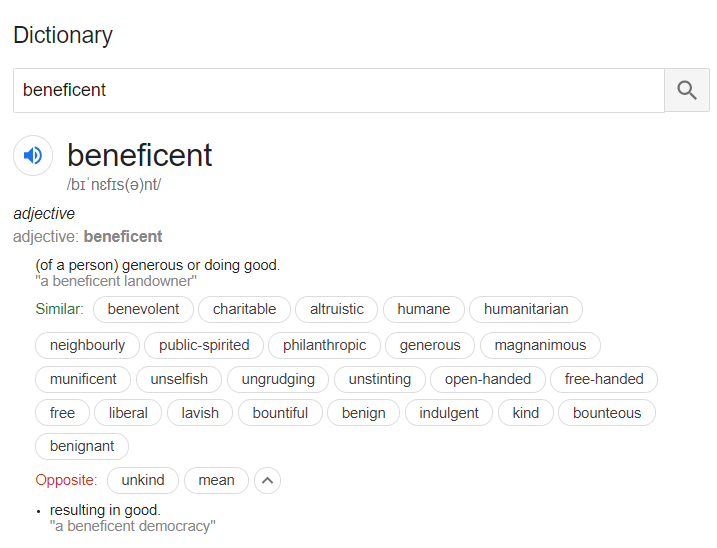 Dictionary
beneficent
beneficent
/bɪˈnɛfɪs(ə)nt/
adjective
adjective: beneficent
(of a person) generous or doing good.
"a beneficent landowner"
Similar: benevolent charitable altruistic humane humanitarian
neighbourly public-spirited philanthropic generous magnanimous
munificent unselfish ungrudging unstinting open-handed free-handed
free liberal lavish bountiful benign indulgent kind bounteous
benignant
Opposite: unkind mean
• resulting in good.
"a beneficent democracy"